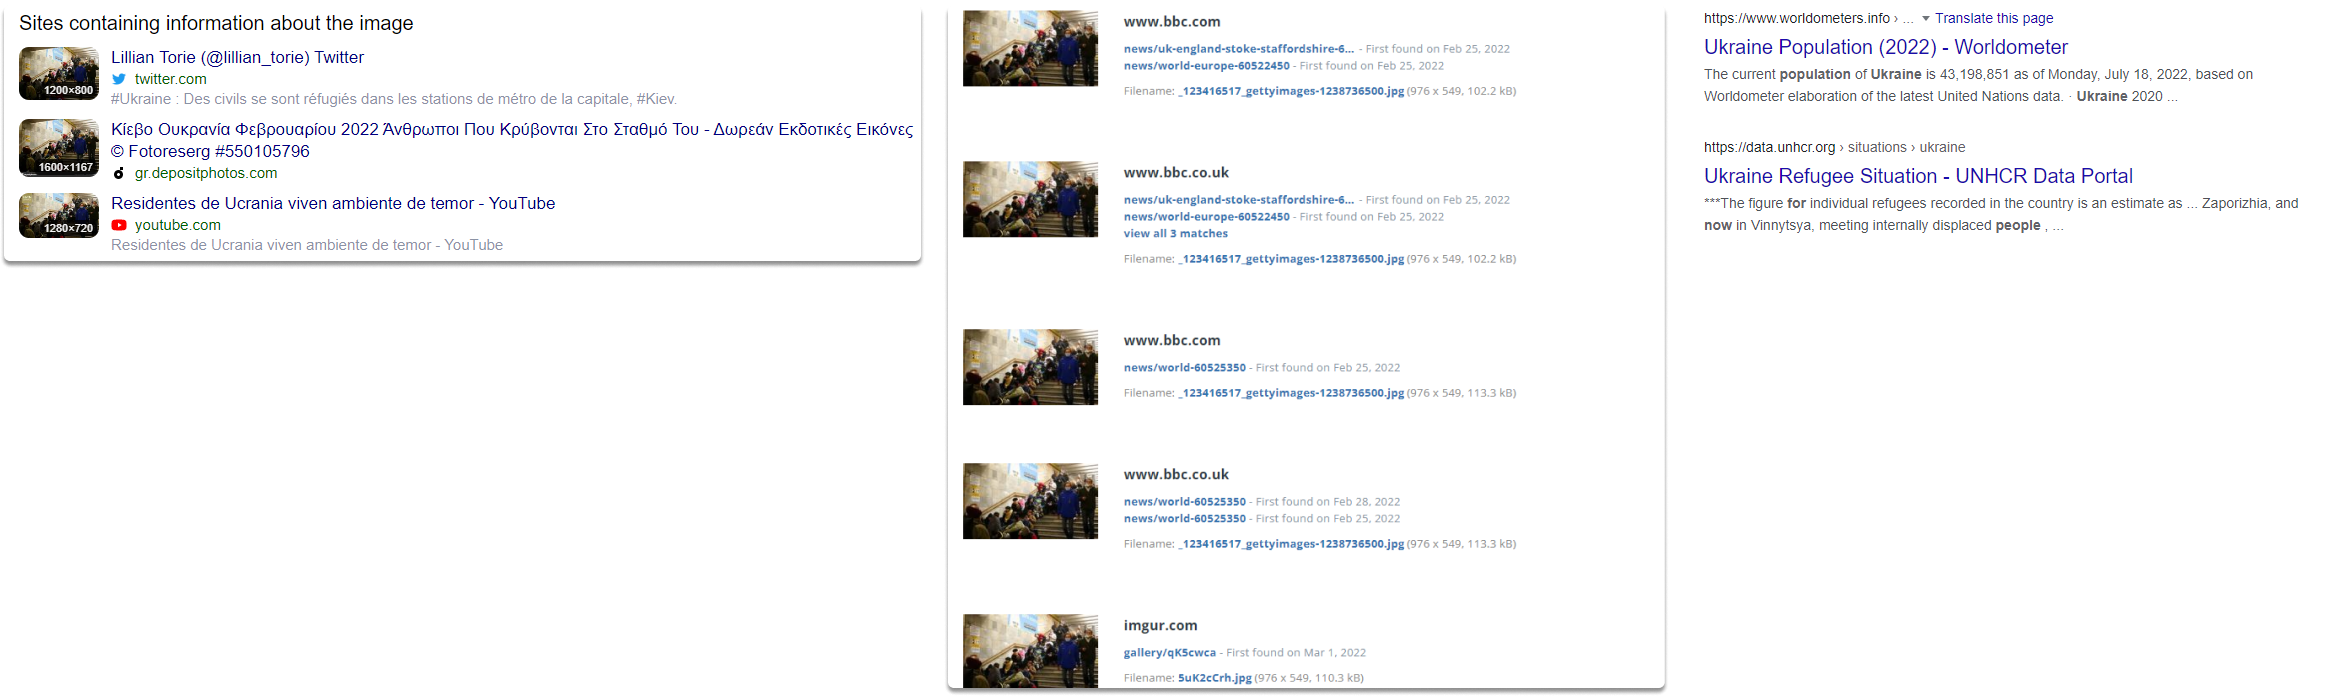 Sites containing information about the image
1200×800
Lillian Torie (@lillian_torie) Twitter
twitter.com
#Ukraine : Des civils se sont réfugiés dans les stations de métro de la capitale, #Kiev.
1600×1167
Κίεβο Ουκρανία Φεβρουαρίου 2022 Άνθρωποι Που Κρύβονται Στο Σταθμό Του - Δωρεάν Εκδοτικές Εικόνες
© Fotoreserg #550105796
gr.depositphotos.com
1280×720
Residentes de Ucrania viven ambiente de temor - YouTube
youtube.com
Residentes de Ucrania viven ambiente de temor - YouTube
www.bbc.com
news/uk-england-stoke-staffordshire-6... - First found on Feb 25, 2022
news/world-europe-60522450 - First found on Feb 25, 2022
Filename: _123416517_gettyimages-1238736500.jpg (976 x 549, 102.2 kB)
www.bbc.co.uk
news/uk-england-stoke-staffordshire-6... - First found on Feb 25, 2022
news/world-europe-60522450 - First found on Feb 25, 2022
view all 3 matches
Filename: _123416517_gettyimages-1238736500.jpg (976 x 549, 102.2 kB)
www.bbc.com
news/world-60525350 - First found on Feb 25, 2022
Filename: _123416517_gettyimages-1238736500.jpg (976 x 549, 113.3 kB)
www.bbc.co.uk
news/world-60525350 - First found on Feb 28, 2022
news/world-60525350 - First found on Feb 25, 2022
Filename: _123416517_gettyimages-1238736500.jpg (976 x 549, 113.3 kB)
imgur.com
gallery/qK5cwca - First found on Mar 1, 2022
Filename: 5uK2cCrh.jpg (976 x 549, 110.3 kB)
https://www.worldometers.info › ... Translate this page
Ukraine Population (2022) - Worldometer
The current population of Ukraine is 43,198,851 as of Monday, July 18, 2022, based on
Worldometer elaboration of the latest United Nations data. · Ukraine 2020 ...
https://data.unhcr.org › situations › ukraine
Ukraine Refugee Situation - UNHCR Data Portal
***The figure for individual refugees recorded in the country is an estimate as ... Zaporizhia, and
now in Vinnytsya, meeting internally displaced people , ...